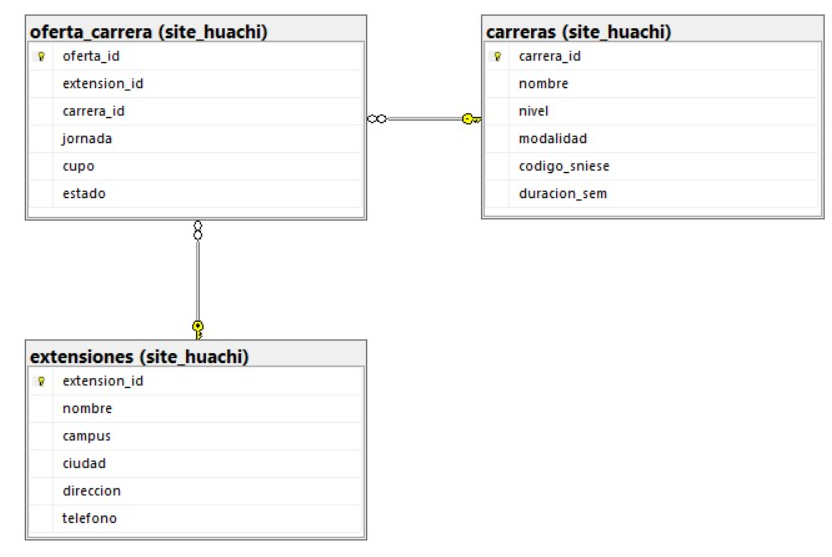 oferta_carrera (site_huachi)
oferta_id
extension_id
carrera_id
jornada
cupo
estado
carreras (site_huachi)
carrera_id
nombre
nivel
modalidad
codigo_sniese
duracion_sem
extensiones (site_huachi)
extension_id
nombre
campus
ciudad
direccion
telefono